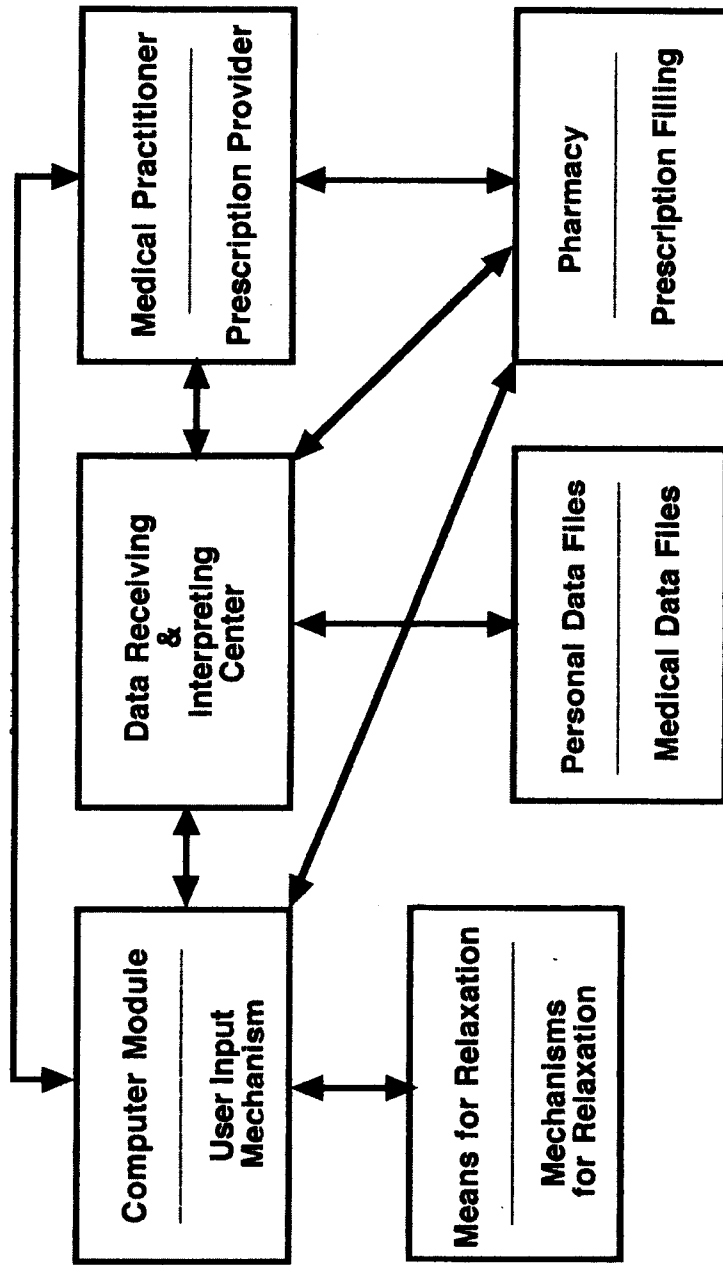 Computer Module
User Input
Mechanism
Data Receiving
&
Interpreting
Center
Medical Practitioner
Prescription Provider
Means for Relaxation
Mechanisms
for Relaxation
Personal Data Files
Medical Data Files
Pharmacy
Prescription Filling